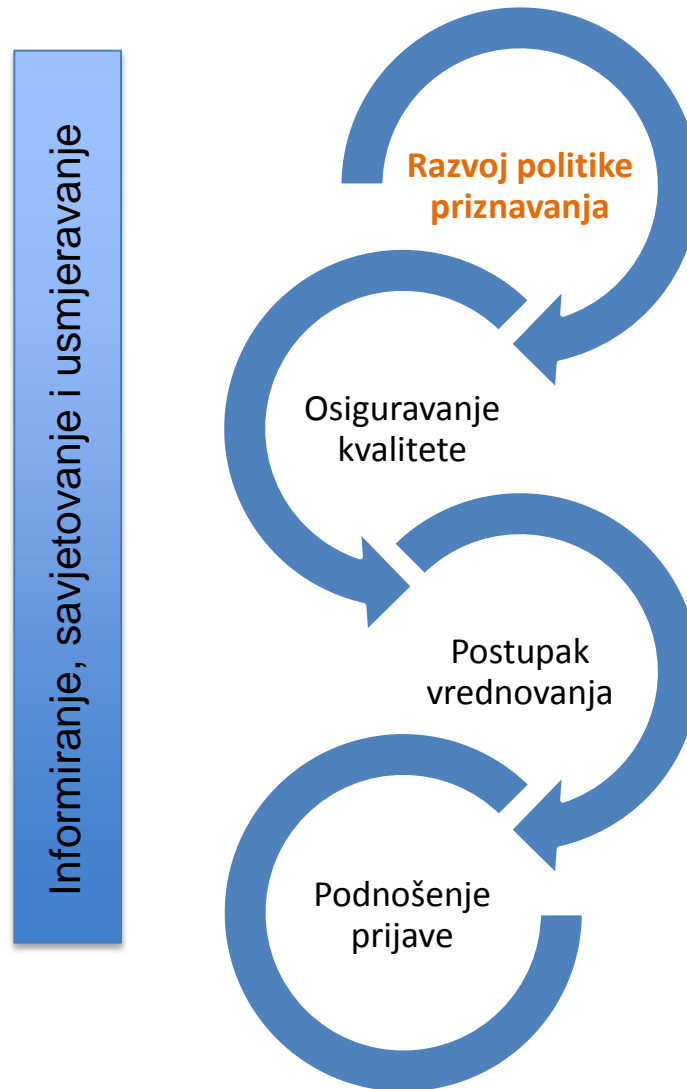 Informiranje, savjetovanje i usmjeravanje
Razvoj politike
priznavanja
Osiguravanje
kvalitete
Postupak
vrednovanja
Podnošenje
prijave